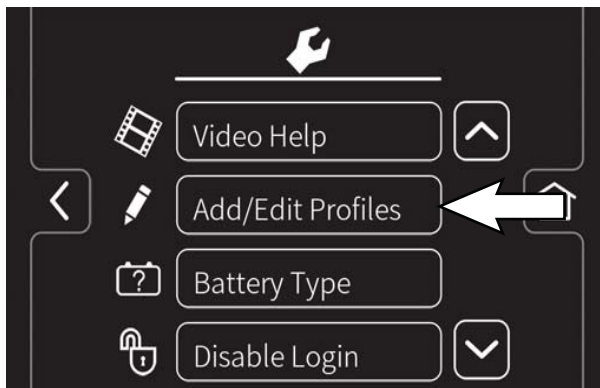 Video Help
Add/Edit Profiles
?
Battery Type
Disable Login